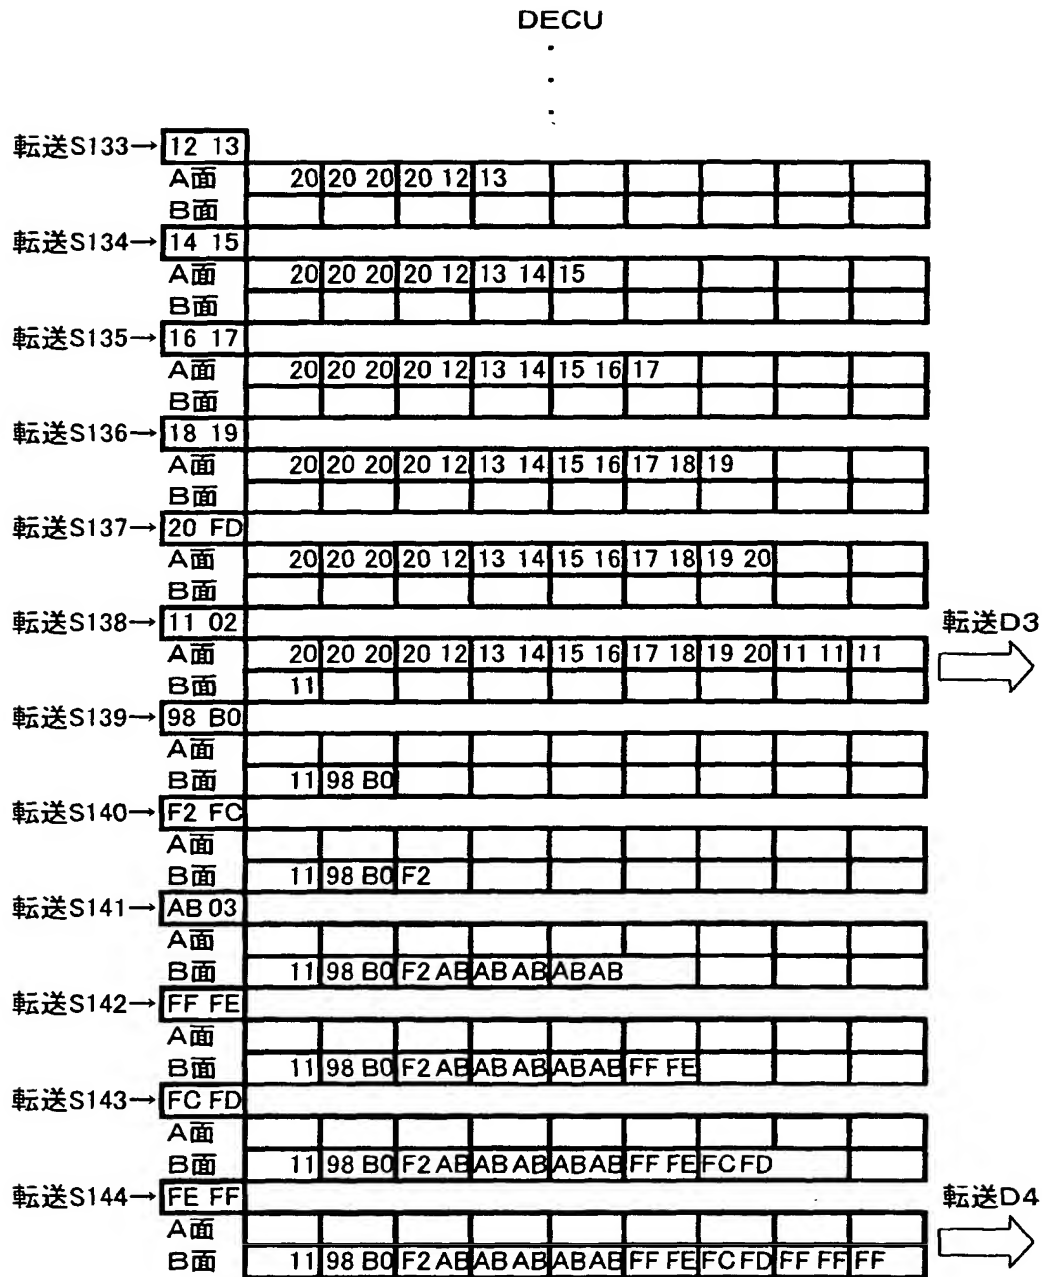 DECU
転送S133→ 12 13
A面 20 20 20 20 12 13
B面
転送S134→ 14 15
A面 20 20 20 20 12 13 14 15
B面
転送S135→ 16 17
A面 20 20 20 20 12 13 14 15 16 17
B面
転送S136→ 18 19
A面 20 20 20 20 12 13 14 15 16 17 18 19
B面
転送S137→ 20 FD
A面 20 20 20 20 12 13 14 15 16 17 18 19 20
B面
転送S138→ 11 02 転送D3
A面 20 20 20 20 12 13 14 15 16 17 18 19 20 11 11 11
B面 11
転送S139→ 98 B0
A面
B面 11 98 B0
転送S140→ F2 FC
A面
B面 11 98 B0 F2
転送S141→ AB 03
A面
B面 11 98 B0 F2 AB AB AB AB AB
転送S142→ FF FE
A面
B面 11 98 B0 F2 AB AB AB AB AB FF FE
転送S143→ FC FD
A面
B面 11 98 B0 F2 AB AB AB AB AB FF FE FC FD
転送S144→ FE FF 転送D4
A面
B面 11 98 B0 F2 AB AB AB AB AB FF FE FC FD FF FF FF